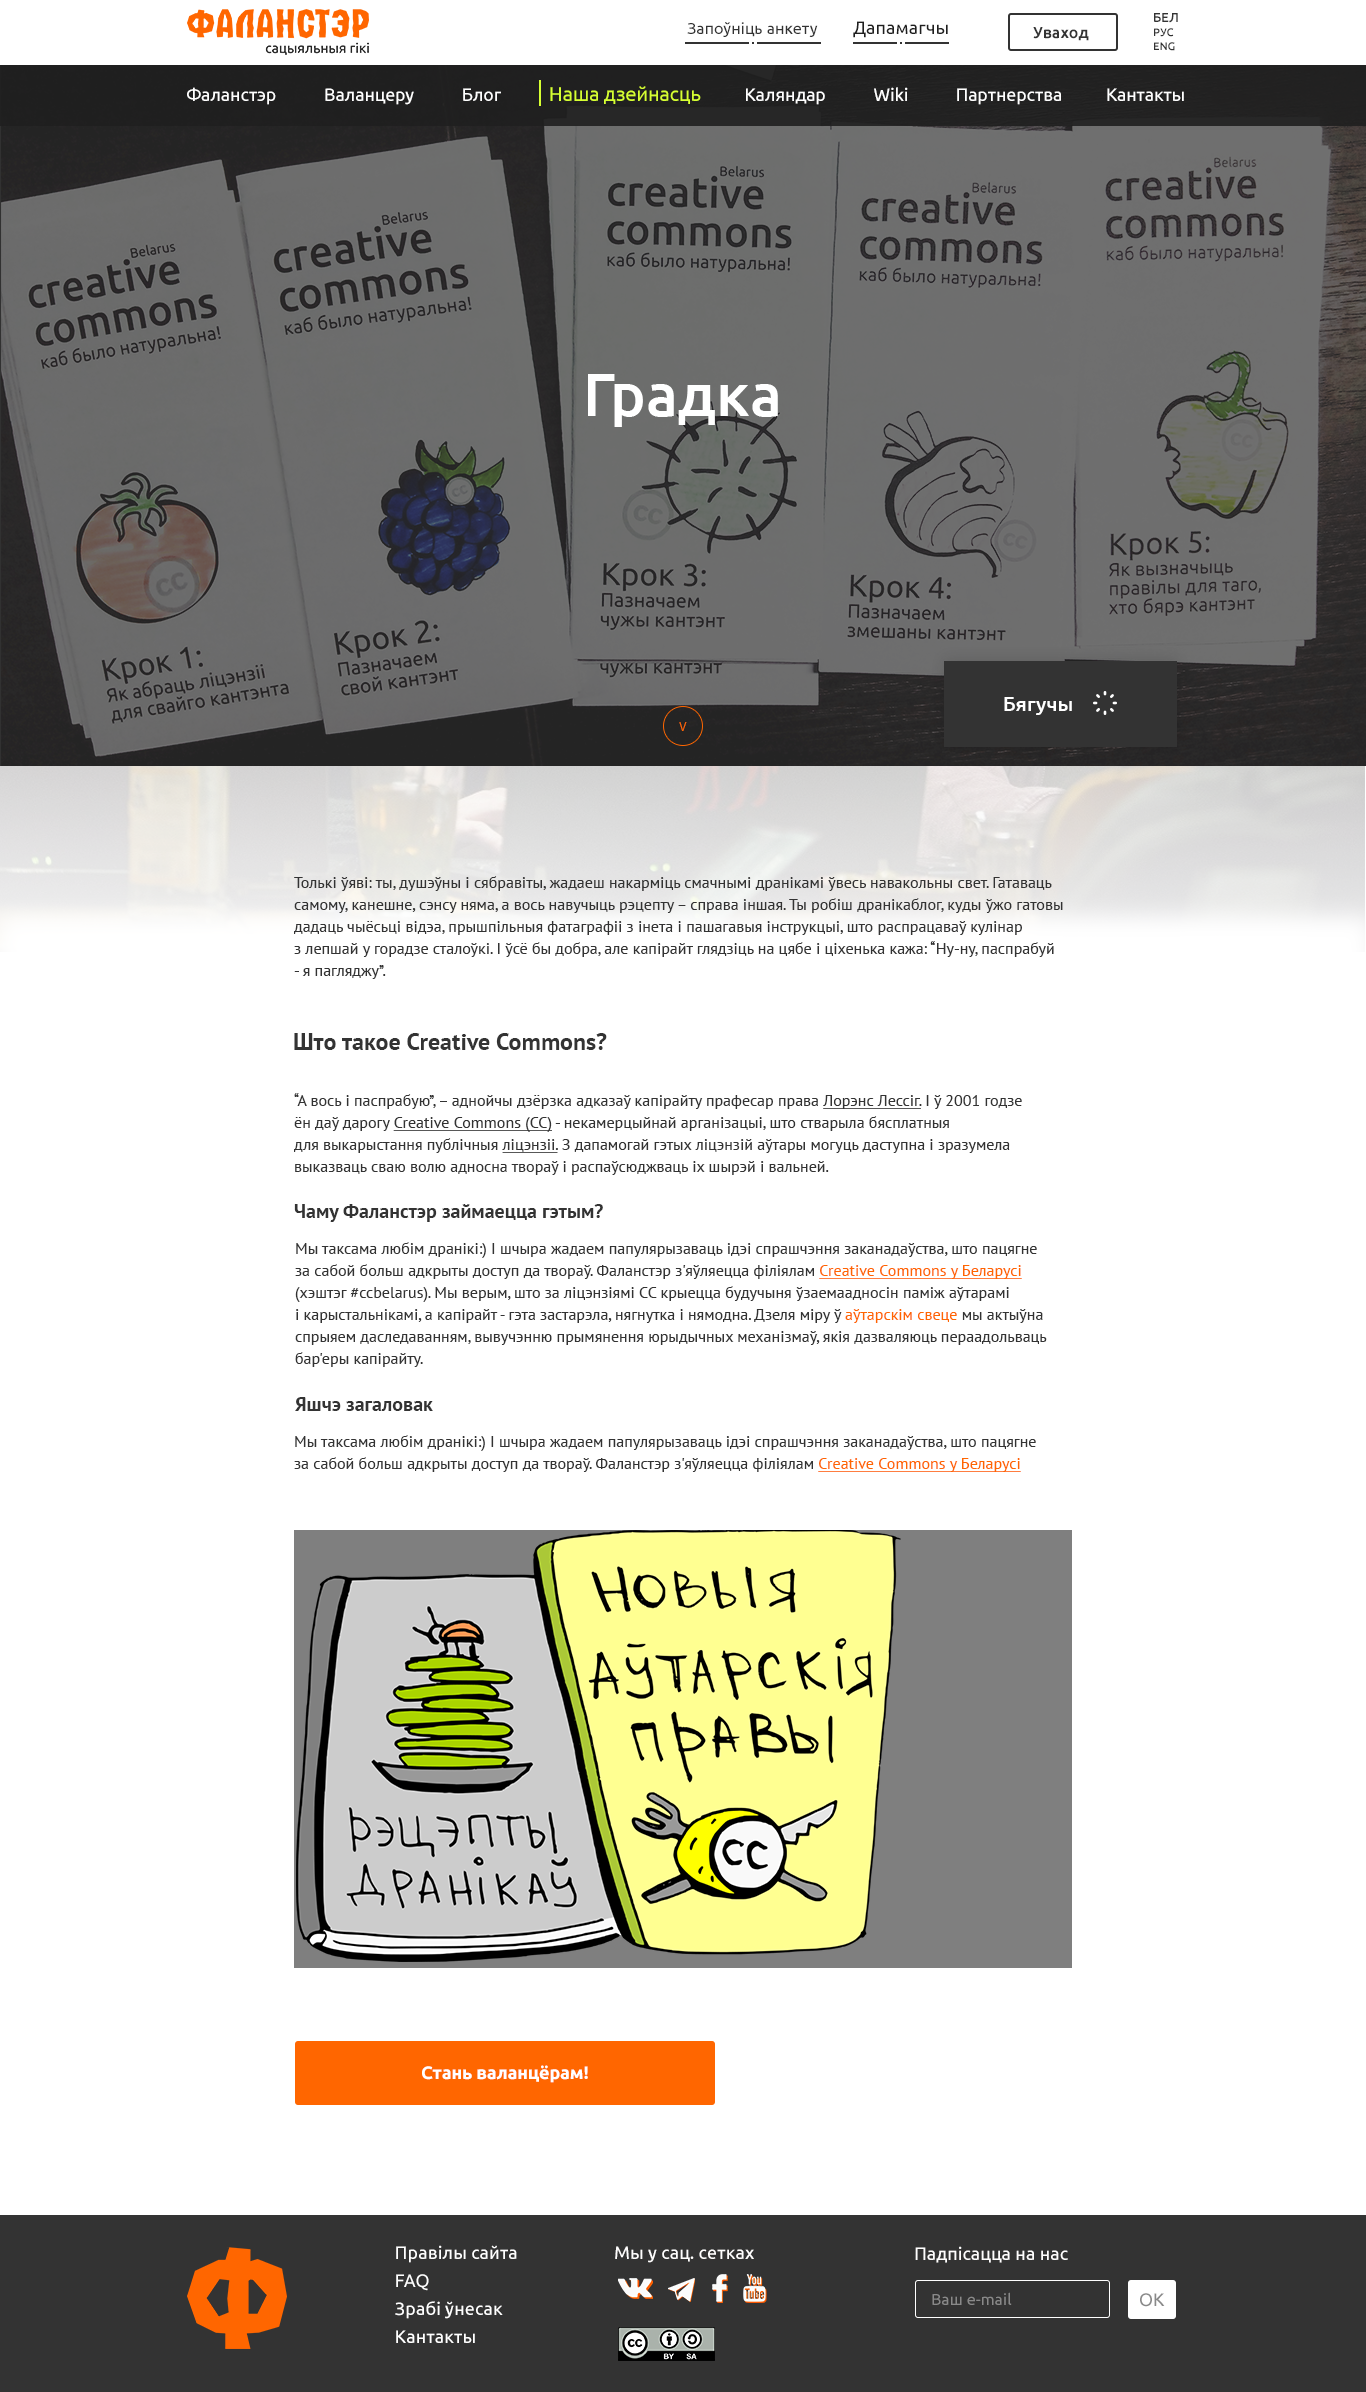 ФАЛАНСТЭР
сацыяльныя гікі
Запоўніць анкету
Дапамагчы
Уваход
БЕЛ
РУС
ENG
Фаланстэр
Валанцеру
Блог
Наша дзейнасць
Каляндар
Wiki
Партнерства
Кантакты
Belarus
creative
commons
каб было натуральна!
cc
Крок 1:
Як абраць ліцэнзіі
для свайго кантэнта
Belarus
creative
commons
каб было натуральна!
cc
Крок 2:
Пазначаем
свой кантэнт
Belarus
creative
commons
каб было натуральна!
cc
Крок 3:
Пазначаем
чужы кантэнт
чужы кантэнт
Belarus
creative
commons
каб было натуральна!
cc
Крок 4:
Пазначаем
змешаны кантэнт
Belarus
creative
commons
каб было натуральна!
cc
Крок 5:
Як вызначыць
правілы для таго,
хто бярэ кантэнт
Градка
v
Бягучы
Толькі ўяві: ты, душэўны і сябравіты, жадаеш накарміць смачнымі дранікамі ўвесь навакольны свет. Гатаваць
самому, канешне, сэнсу няма, а вось навучыць рэцепту – справа іншая. Ты робіш дранікаблог, куды ўжо гатовы
дадаць чыёсьці відэа, прышпільныя фатаграфіі з інета і пашагавыя інструкцыі, што распрацаваў кулінар
з лепшай у горадзе сталоўкі. І ўсё бы добра, але капірайт глядзіць на цябе і ціхенька кажа: “Ну-ну, паспрабуй
- я пагляджу”.
Што такое Creative Commons?
“А вось і паспрабую”, – аднойчы дзёрзка адказаў капірайту прафесар права Лорэнс Лессіг. І ў 2001 годзе
ён даў дарогу Creative Commons (CC) - некамерцыйнай арганізацыі, што стварыла бясплатныя
для выкарыстання публічныя ліцэнзіі. З дапамогай гэтых ліцэнзій аўтары могуць даступна і зразумела
выказваць сваю волю адносна твораў і распаўсюджваць іх шырэй і вальней.
Чаму Фаланстэр займаецца гэтым?
Мы таксама любім дранікі:) І шчыра жадаем папулярызаваць ідэі спрашчэння заканадаўства, што пацягне
за сабой больш адкрыты доступ да твораў. Фаланстэр з'яўляецца філіялам Creative Commons у Беларусі
(хэштэг #ccbelarus). Мы верым, што за ліцэнзіямі СС крыецца будучыня ўзаемаадносін паміж аўтарамі
і карыстальнікамі, а капірайт - гэта застарэла, нягнутка і нямодна. Дзеля міру ў аўтарскім свеце мы актыўна
спрыяем даследаванням, вывучэнню прымянення юрыдычных механізмаў, якія дазваляюць пераадольваць
бар'еры капірайту.
Яшчэ загаловак
Мы таксама любім дранікі:) І шчыра жадаем папулярызаваць ідэі спрашчэння заканадаўства, што пацягне
за сабой больш адкрыты доступ да твораў. Фаланстэр з'яўляецца філіялам Creative Commons у Беларусі
РЭЦЭПТЫ
ДРАНІКАЎ
НОВЫЯ
АЎТАРСКІЯ
ПРАВЫ
CC
Стань валанцёрам!
Ф
Правілы сайта
FAQ
Зрабі ўнесак
Кантакты
Мы у сац. сетках
You
Tube
cc
BY SA
Падпісацца на нас
Ваш e-mail
OK